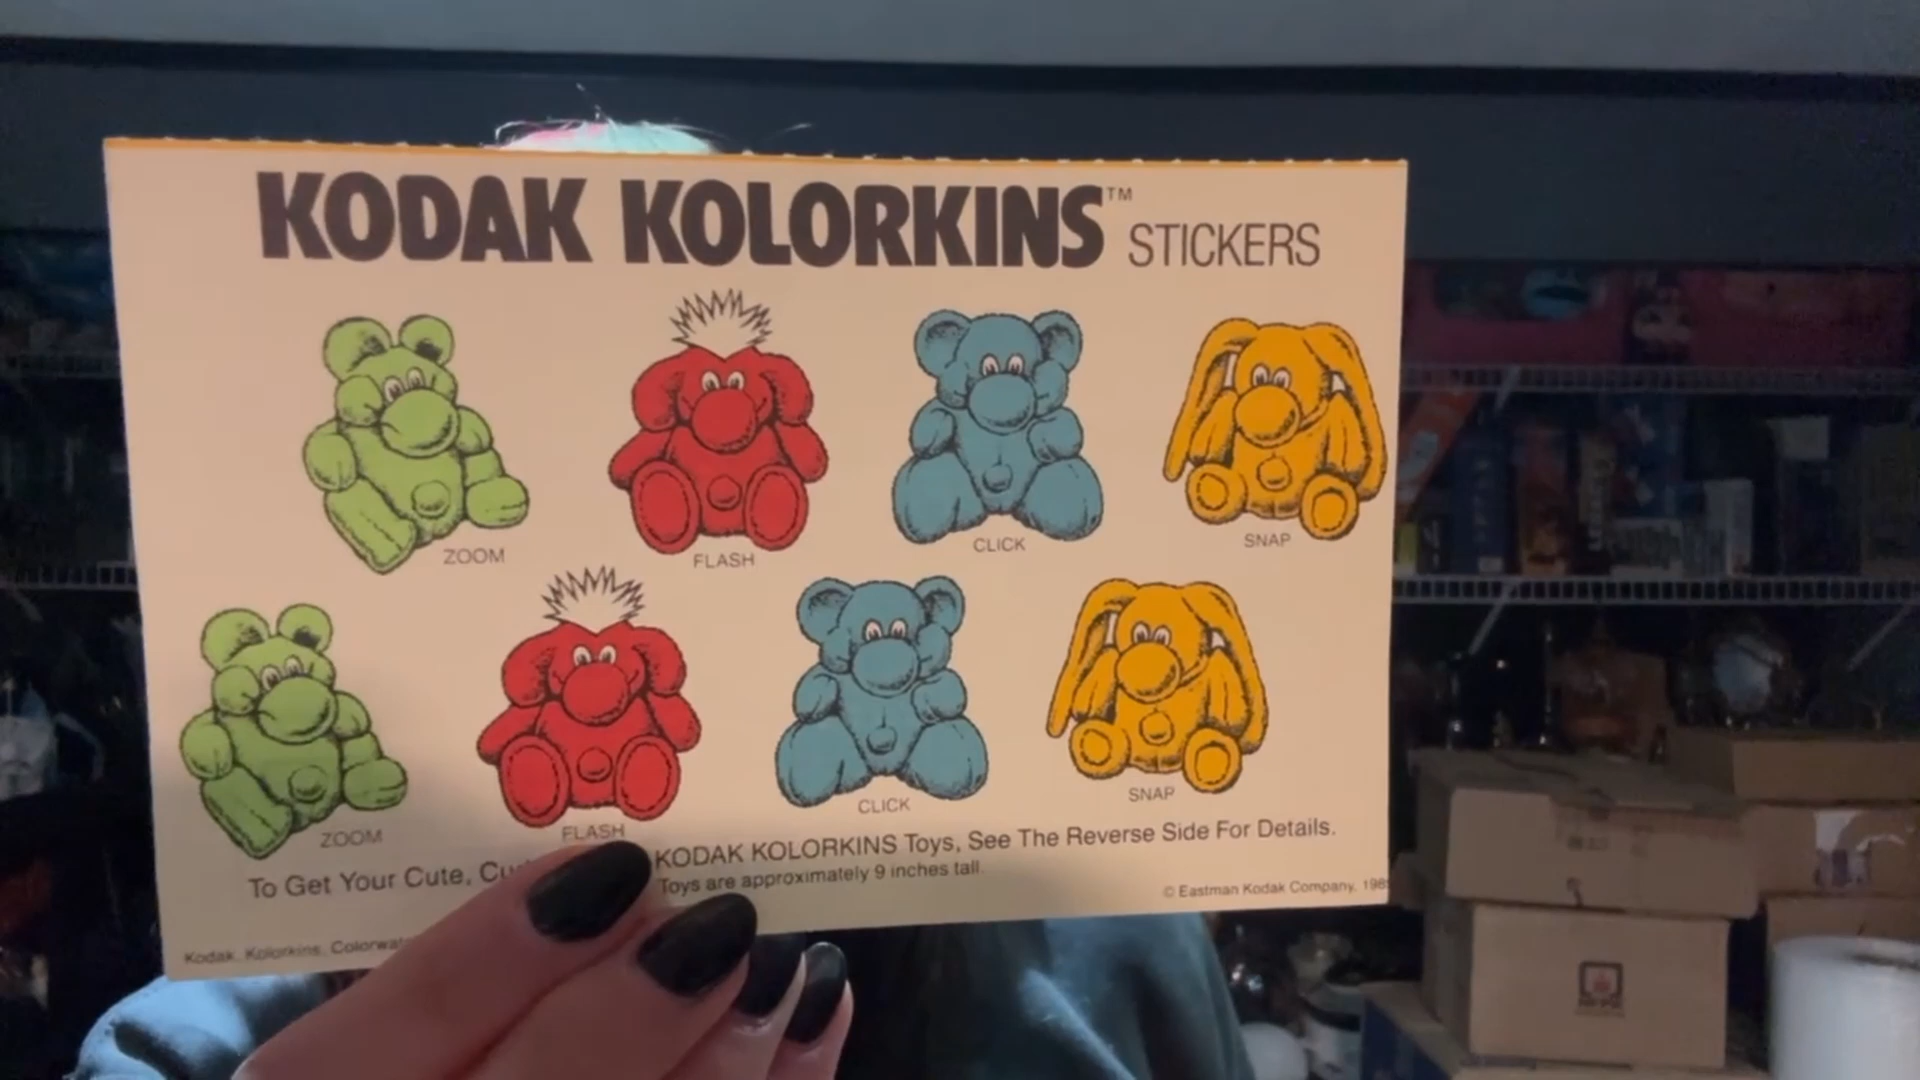 KODAK KOLORKINS™ STICKERS
ZOOM
FLASH
CLICK
SNAP
ZOOM
FLASH
CLICK
SNAP
To Get Your Cute, KODAK KOLORKINS Toys, See The Reverse Side For Details.
Toys are approximately 9 inches tall.
© Eastman Kodak Company,
Kodak, Kolorkins,